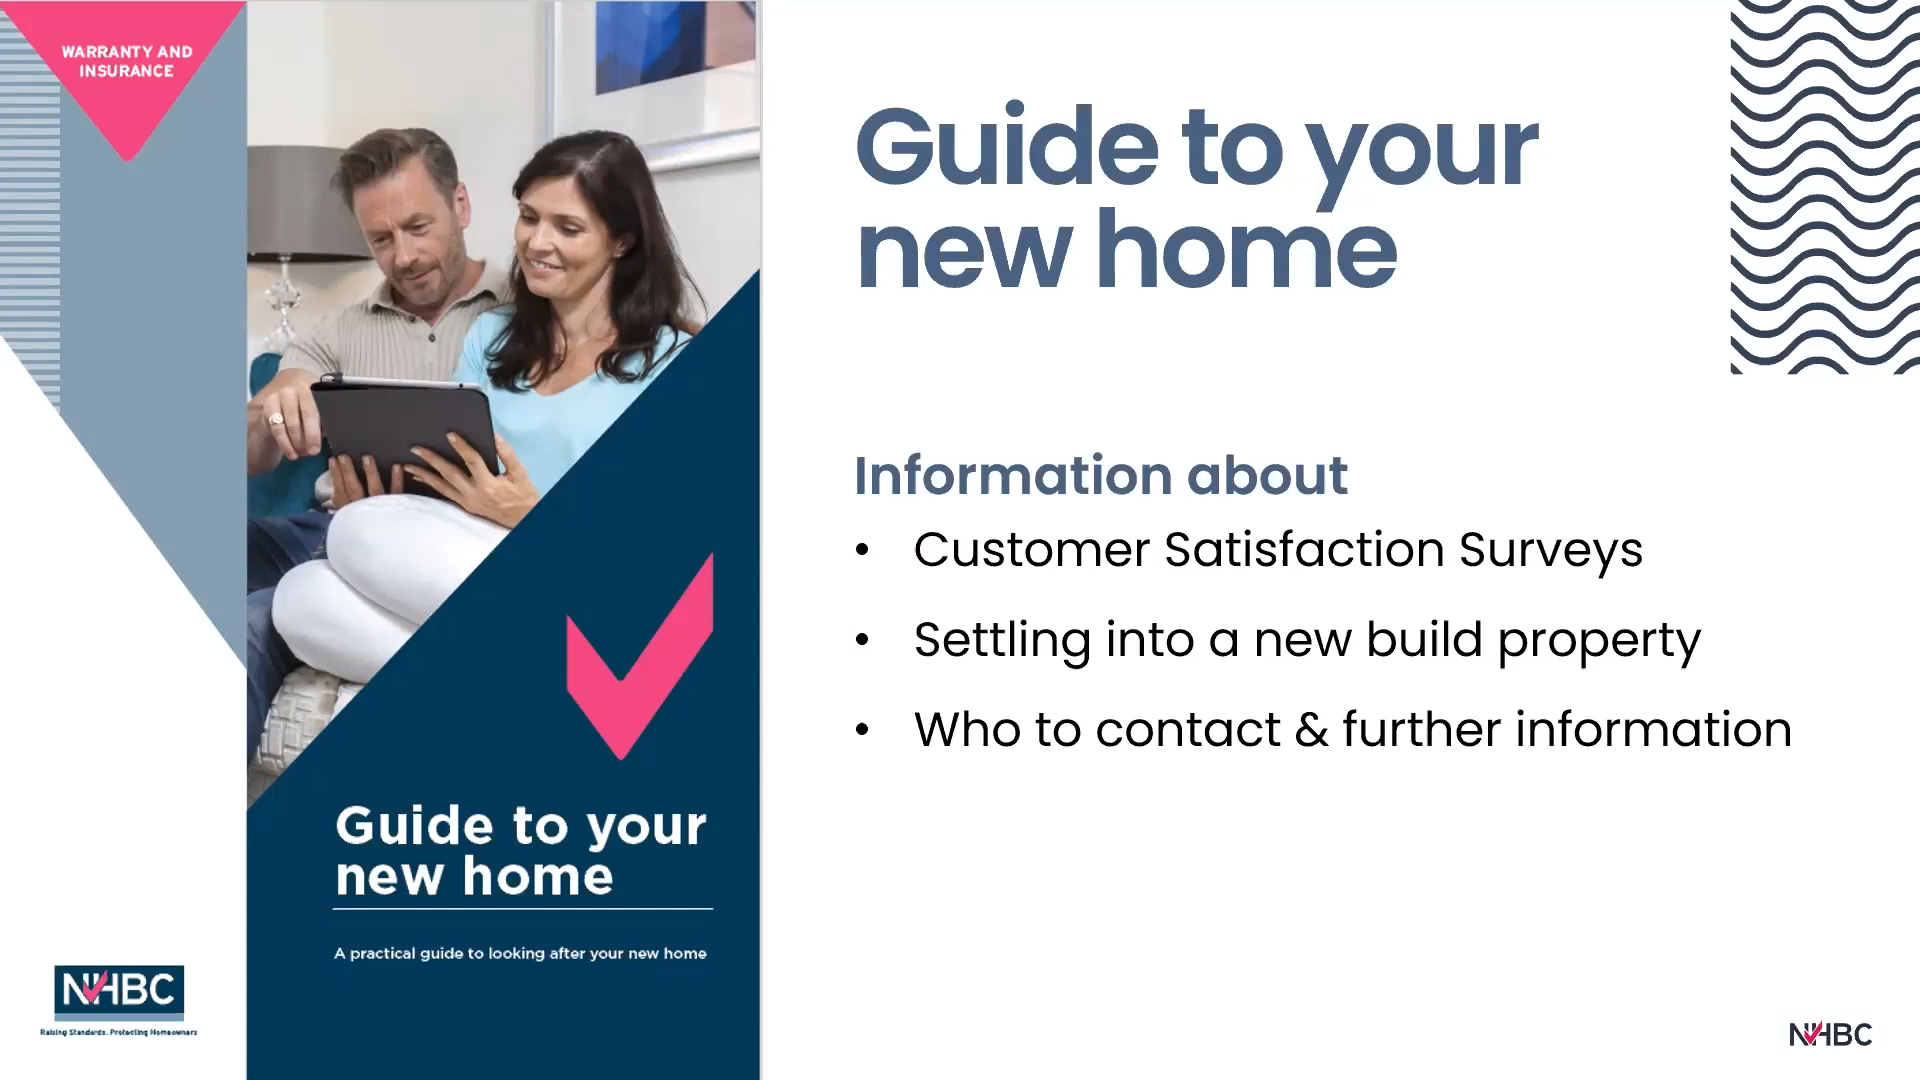 WARRANTY AND
INSURANCE
Guide to your
new home
A practical guide to looking after your new home
NHBC
Raising Standards. Protecting Homeowners
Guide to your
new home
Information about
• Customer Satisfaction Surveys
• Settling into a new build property
• Who to contact & further information
NHBC